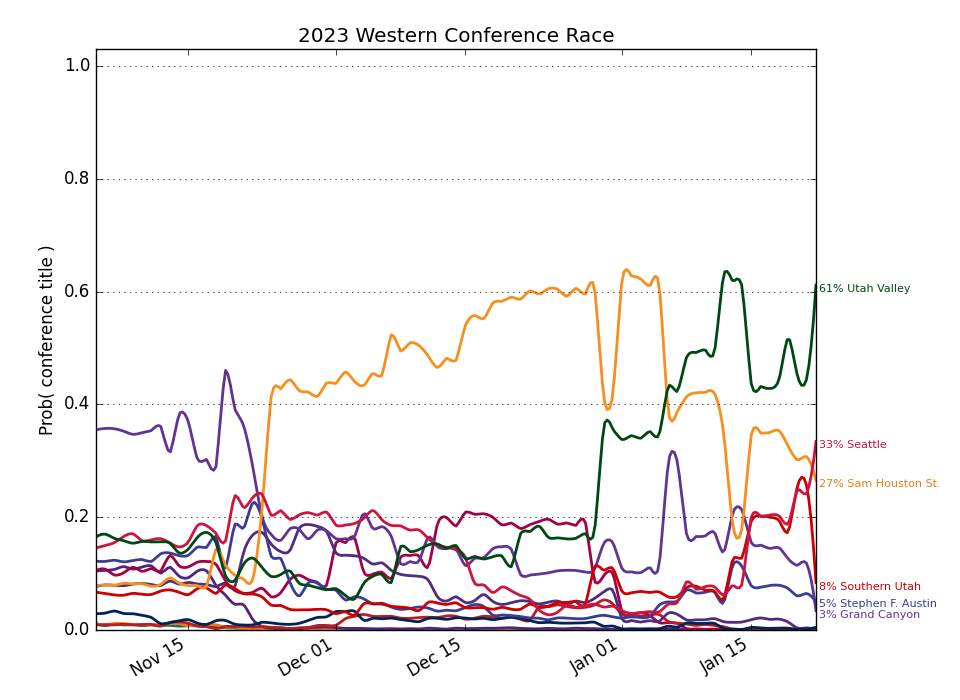 2023 Western Conference Race
Prob( conference title )
1.0
0.8
0.6
0.4
0.2
0.0
61% Utah Valley
33% Seattle
27% Sam Houston St.
8% Southern Utah
5% Stephen F. Austin
3% Grand Canyon
Nov 15
Dec 01
Dec 15
Jan 01
Jan 15